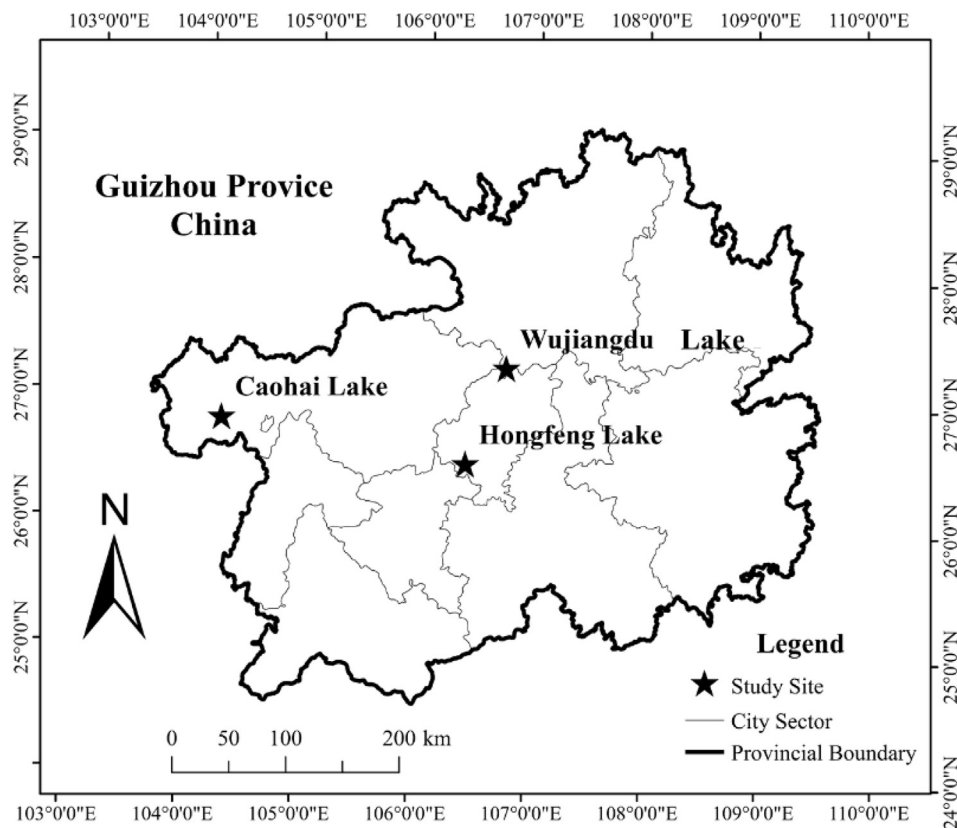 103°0'0"E 104°0'0"E 105°0'0"E 106°0'0"E 107°0'0"E 108°0'0"E 109°0'0"E 110°0'0"E
29°0'0"N
29°0'0"N
Guizhou Provice
China
28°0'0"N
28°0'0"N
Wujiangdu Lake
27°0'0"N
Caohai Lake
27°0'0"N
Hongfeng Lake
26°0'0"N
N
26°0'0"N
25°0'0"N
Legend
25°0'0"N
Study Site
City Sector
0 50 100 200 km
Provincial Boundary
24°0'0"N
103°0'0"E 104°0'0"E 105°0'0"E 106°0'0"E 107°0'0"E 108°0'0"E 109°0'0"E 110°0'0"E